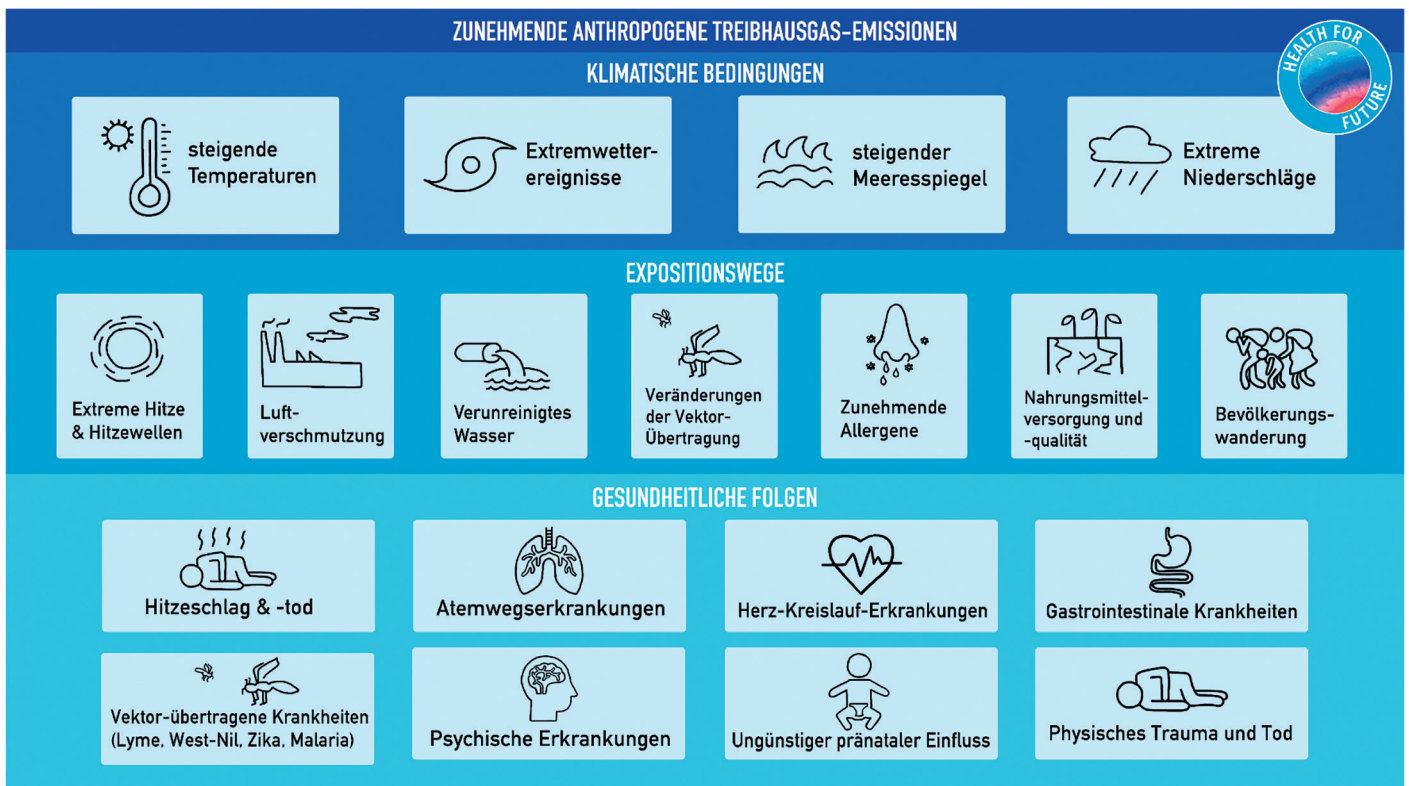 ZUNEHMENDE ANTHROPOGENE TREIBHAUSGAS-EMISSIONEN
HEALTH FOR
FUTURE
KLIMATISCHE BEDINGUNGEN
steigende
Temperaturen
Extremwetter-
ereignisse
steigender
Meeresspiegel
Extreme
Niederschläge
EXPOSITIONSWEGE
Extreme Hitze
& Hitzewellen
Luft-
verschmutzung
Verunreinigtes
Wasser
Veränderungen
der Vektor-
Übertragung
Zunehmende
Allergene
Nahrungsmittel-
versorgung und
-qualität
Bevölkerungs-
wanderung
GESUNDHEITLICHE FOLGEN
Hitzeschlag & -tod
Atemwegserkrankungen
Herz-Kreislauf-Erkrankungen
Gastrointestinale Krankheiten
Vektor-übertragene Krankheiten
(Lyme, West-Nil, Zika, Malaria)
Psychische Erkrankungen
Ungünstiger pränataler Einfluss
Physisches Trauma und Tod